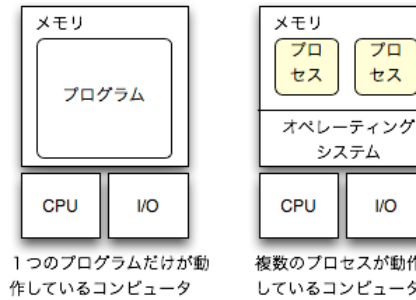 メモリ
プログラム
CPU
I/O
1つのプログラムだけが動
作しているコンピュータ
メモリ
プロ
セス
プロ
セス
オペレーティング
システム
CPU
I/O
複数のプロセスが動作
しているコンピュータ